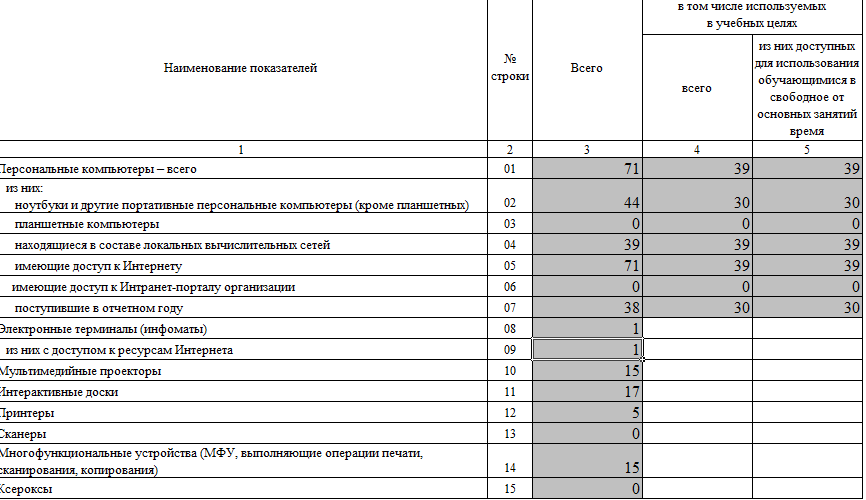 в том числе используемых
в учебных целях
Наименование показателей
№
строки
Всего
всего
из них доступных
для использования
обучающимися в
свободное от
основных занятий
время
1 2 3 4 5
Персональные компьютеры – всего 01 71 39 39
из них:
ноутбуки и другие портативные персональные компьютеры (кроме планшетных) 02 44 30 30
планшетные компьютеры 03 0 0 0
находящиеся в составе локальных вычислительных сетей 04 39 39 39
имеющие доступ к Интернету 05 71 39 39
имеющие доступ к Интранет-порталу организации 06 0 0 0
поступившие в отчетном году 07 38 30 30
Электронные терминалы (инфоматы) 08 1
из них с доступом к ресурсам Интернета 09 1
Мультимедийные проекторы 10 15
Интерактивные доски 11 17
Принтеры 12 5
Сканеры 13 0
Многофункциональные устройства (МФУ, выполняющие операции печати,
сканирования, копирования) 14 15
Ксероксы 15 0